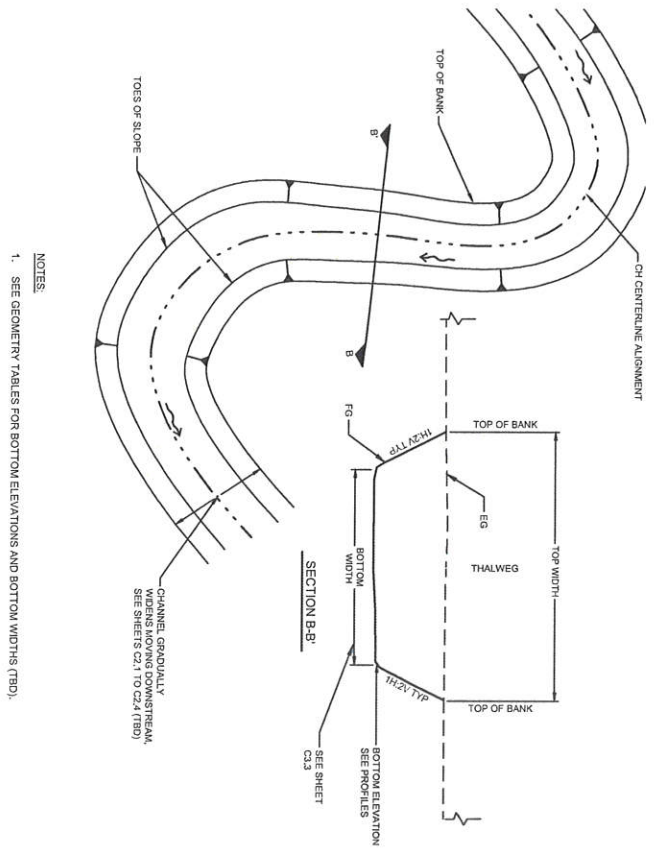 TOP OF BANK
CH CENTERLINE ALIGNMENT
TOES OF SLOPE
B'
B
CHANNEL GRADUALLY
WIDENS MOVING DOWNSTREAM,
SEE SHEETS C2.1 TO C2.4 (TBD)
TOP OF BANK
EG
THALWEG
TOP WIDTH
TOP OF BANK
FG
1H:2V TYP
1H:2V TYP
BOTTOM
WIDTH
BOTTOM ELEVATION
SEE PROFILES
SEE SHEET
C3.3
SECTION B-B'
NOTES:
1. SEE GEOMETRY TABLES FOR BOTTOM ELEVATIONS AND BOTTOM WIDTHS (TBD).